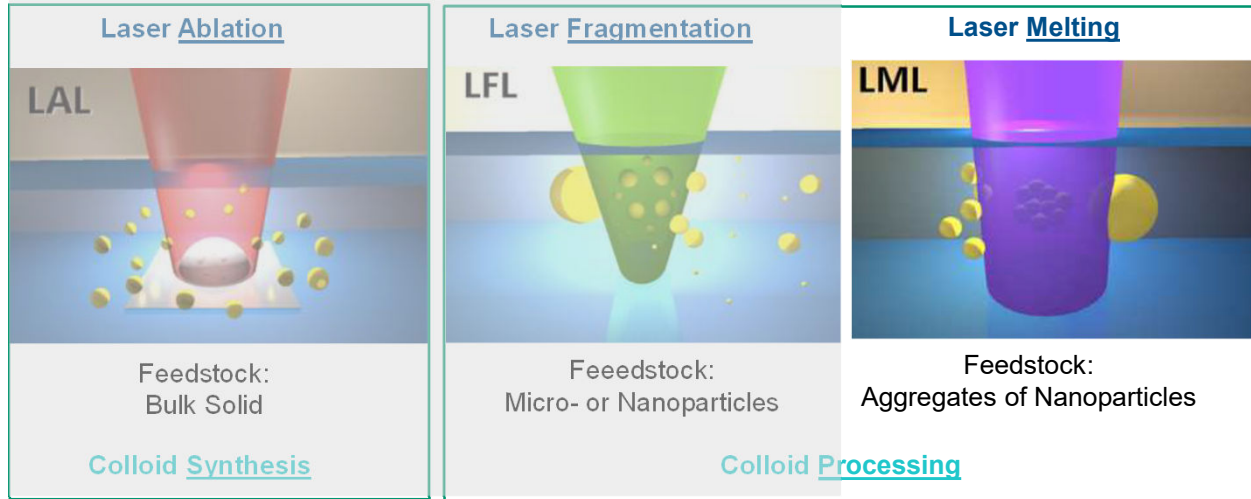 Laser Ablation
LAL
Feedstock:
Bulk Solid
Colloid Synthesis
Laser Fragmentation
LFL
Feeedstock:
Micro- or Nanoparticles
Laser Melting
LML
Feedstock:
Aggregates of Nanoparticles
Colloid Processing